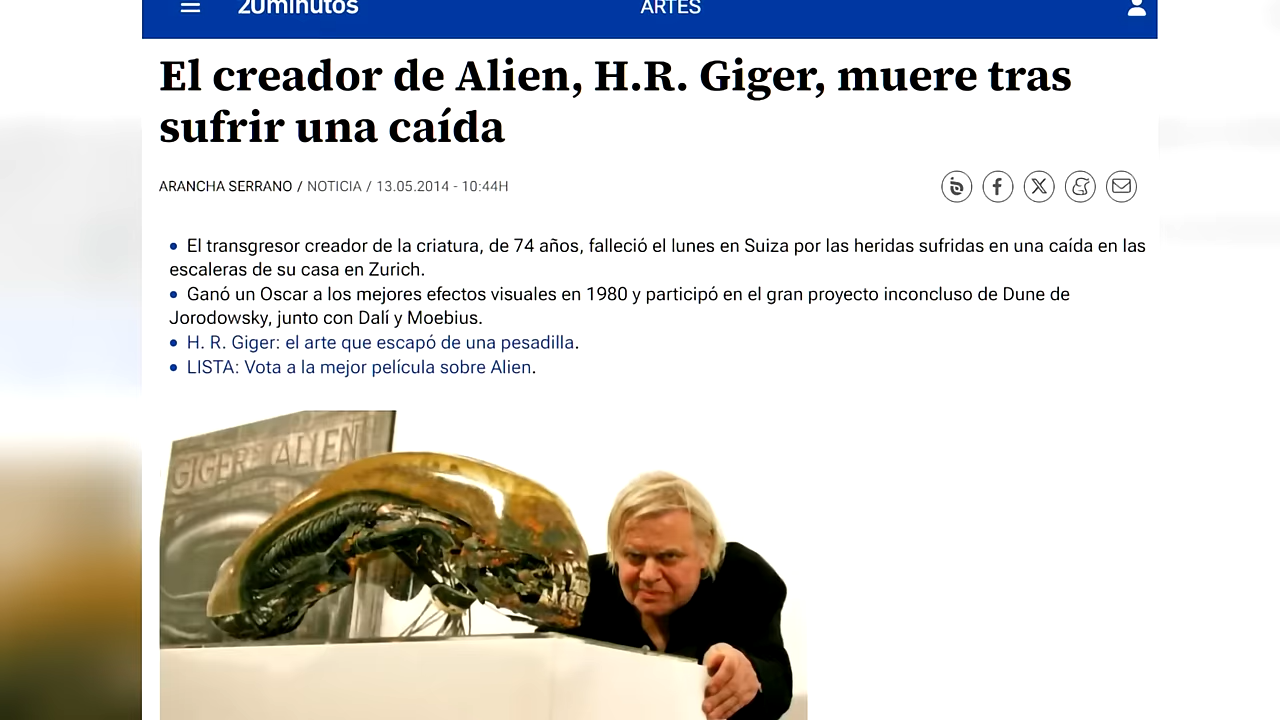 20minutos
ARTES
El creador de Alien, H.R. Giger, muere tras
sufrir una caída
ARANCHA SERRANO / NOTICIA / 13.05.2014 - 10:44H
El transgresor creador de la criatura, de 74 años, falleció el lunes en Suiza por las heridas sufridas en una caída en las
escaleras de su casa en Zurich.
Ganó un Oscar a los mejores efectos visuales en 1980 y participó en el gran proyecto inconcluso de Dune de
Jorodowsky, junto con Dalí y Moebius.
H. R. Giger: el arte que escapó de una pesadilla.
LISTA: Vota a la mejor película sobre Alien.
GIGER'S ALIEN